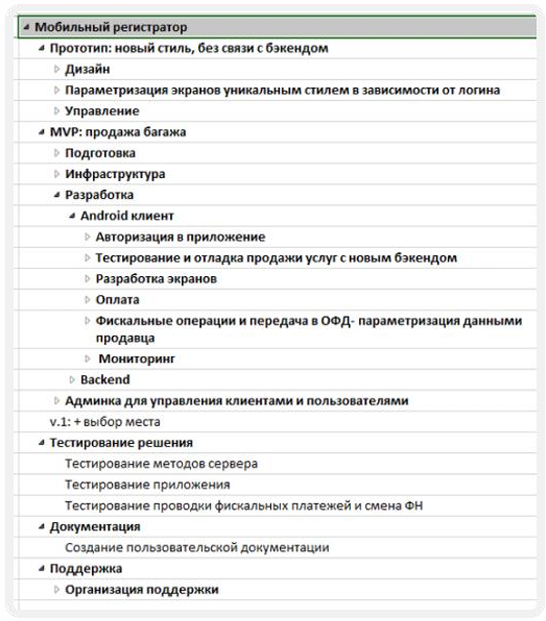 Мобильный регистратор
Прототип: новый стиль, без связи с бэкендом
Дизайн
Параметризация экранов уникальным стилем в зависимости от логина
Управление
MVP: продажа багажа
Подготовка
Инфраструктура
Разработка
Android клиент
Авторизация в приложение
Тестирование и отладка продажи услуг с новым бэкендом
Разработка экранов
Оплата
Фискальные операции и передача в ОФД- параметризация данными
продавца
Мониторинг
Backend
Админка для управления клиентами и пользователями
v.1: + выбор места
Тестирование решения
Тестирование методов сервера
Тестирование приложения
Тестирование проводки фискальных платежей и смена ФН
Документация
Создание пользовательской документации
Поддержка
Организация поддержки